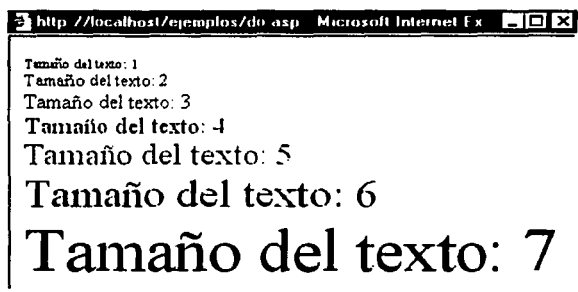 http //localhost/ejemplos/do asp Microsoft Internet Ex
Tamaño del texto: 1
Tamaño del texto: 2
Tamaño del texto: 3
Tamaño del texto: 4
Tamaño del texto: 5
Tamaño del texto: 6
Tamaño del texto: 7